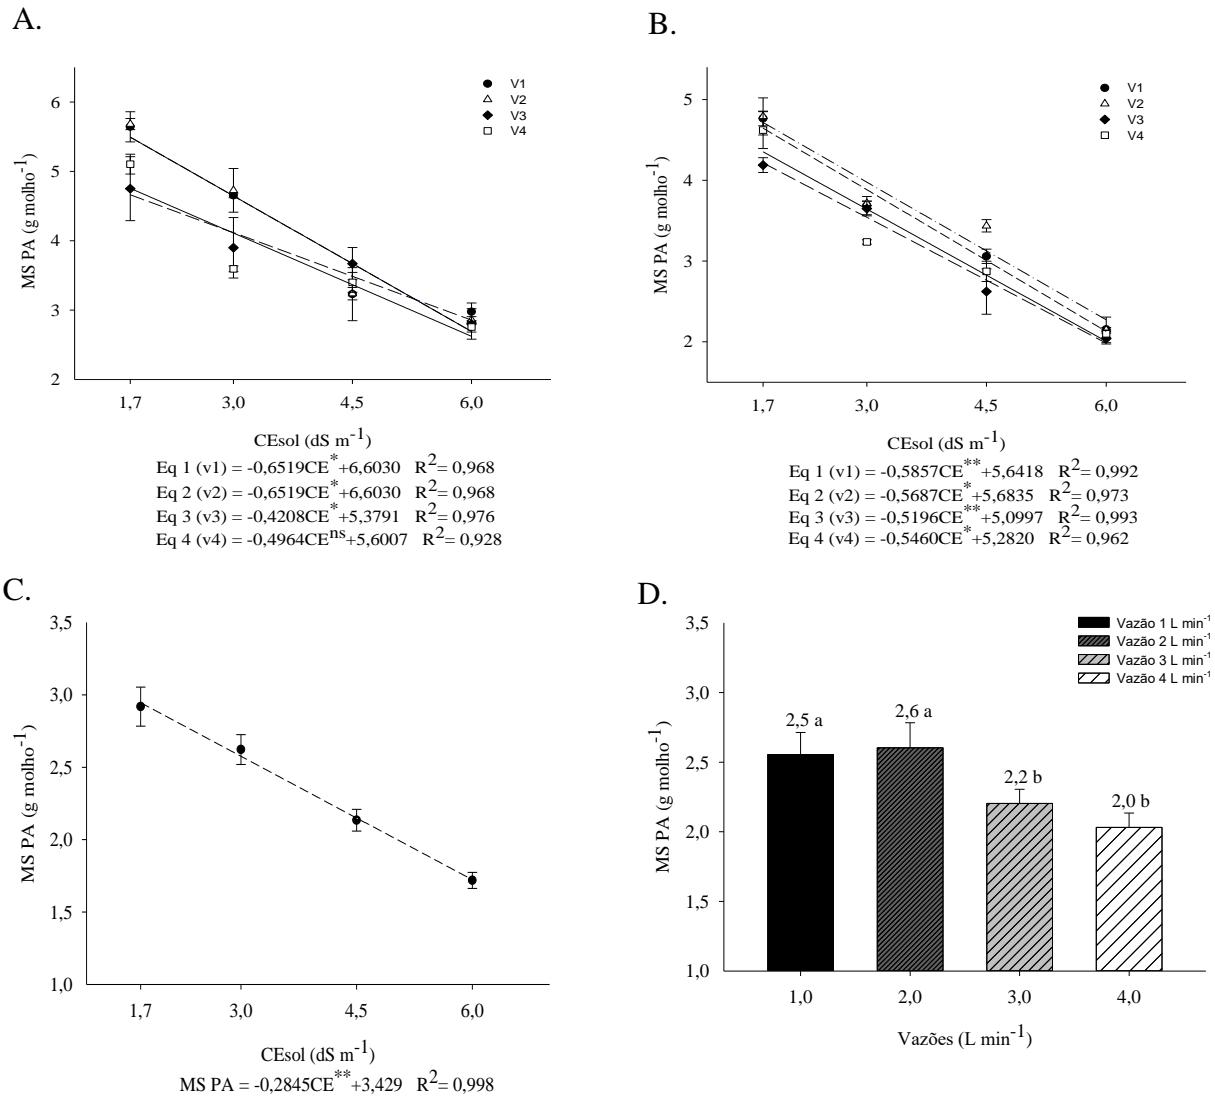 A.
V1
V2
V3
V4
MS PA (g molho-1)
6
5
4
3
2
1,7 3,0 4,5 6,0
CEsol (dS m-1)
Eq 1 (v1) = -0,6519CE*+6,6030 R2= 0,968
Eq 2 (v2) = -0,6519CE*+6,6030 R2= 0,968
Eq 3 (v3) = -0,4208CE*+5,3791 R2= 0,976
Eq 4 (v4) = -0,4964CEns+5,6007 R2= 0,928
B.
V1
V2
V3
V4
MS PA (g molho-1)
5
4
3
2
1,7 3,0 4,5 6,0
CEsol (dS m-1)
Eq 1 (v1) = -0,5857CE**+5,6418 R2= 0,992
Eq 2 (v2) = -0,5687CE*+5,6835 R2= 0,973
Eq 3 (v3) = -0,5196CE**+5,0997 R2= 0,993
Eq 4 (v4) = -0,5460CE*+5,2820 R2= 0,962
C.
MS PA (g molho-1)
3,5
3,0
2,5
2,0
1,5
1,0
1,7 3,0 4,5 6,0
CEsol (dS m-1)
MS PA = -0,2845CE**+3,429 R2= 0,998
D.
Vazão 1 L min-1
Vazão 2 L min-1
Vazão 3 L min-1
Vazão 4 L min-1
MS PA (g molho-1)
3,5
3,0
2,5
2,0
1,5
1,0
2,5 a
2,6 a
2,2 b
2,0 b
1,0 2,0 3,0 4,0
Vazões (L min-1)